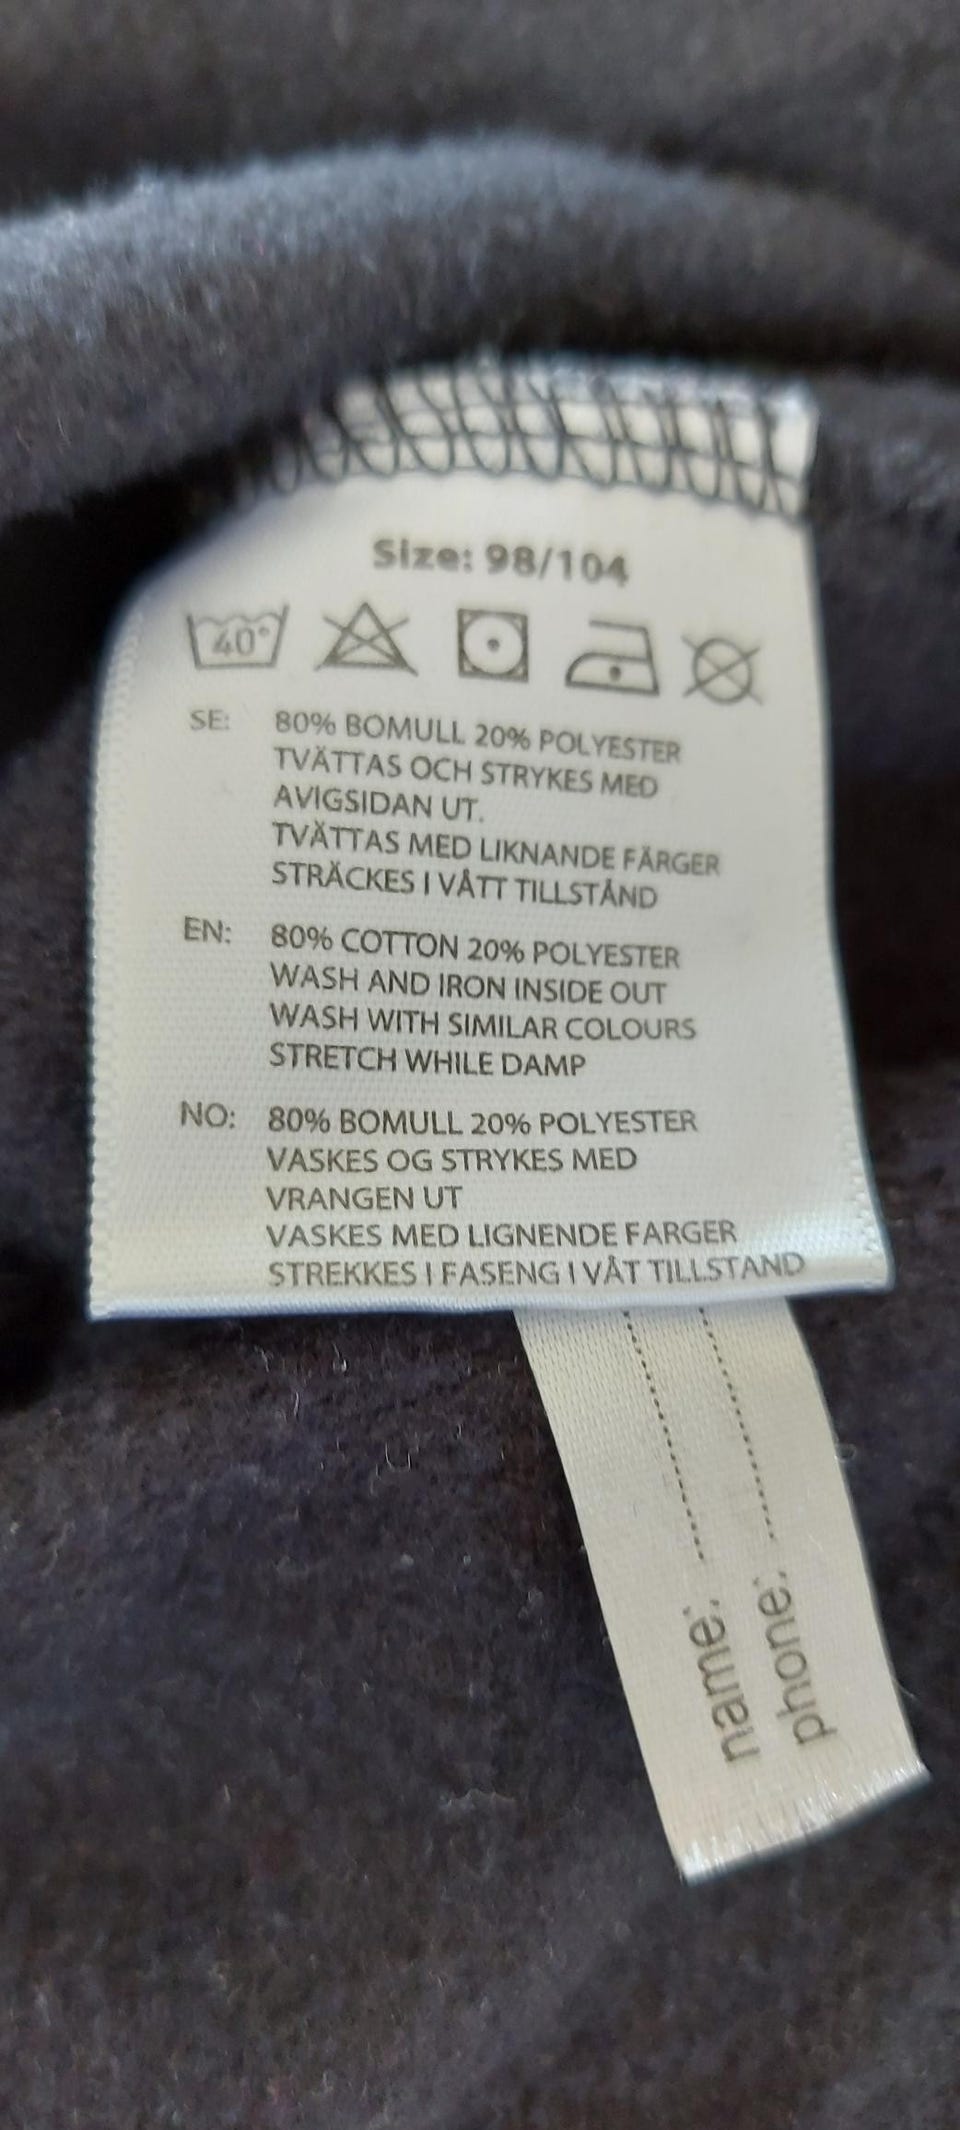 Size: 98/104
40°
SE: 80% BOMULL 20% POLYESTER
TVÄTTAS OCH STRYKES MED
AVIGSIDAN UT.
TVÄTTAS MED LIKNANDE FÄRGER
STRÄCKES I VÅTT TILLSTÅND
EN: 80% COTTON 20% POLYESTER
WASH AND IRON INSIDE OUT
WASH WITH SIMILAR COLOURS
STRETCH WHILE DAMP
NO: 80% BOMULL 20% POLYESTER
VASKES OG STRYKES MED
VRANGEN UT
VASKES MED LIGNENDE FARGER
STREKKES I FASENG I VÅT TILLSTAND
name:
phone: